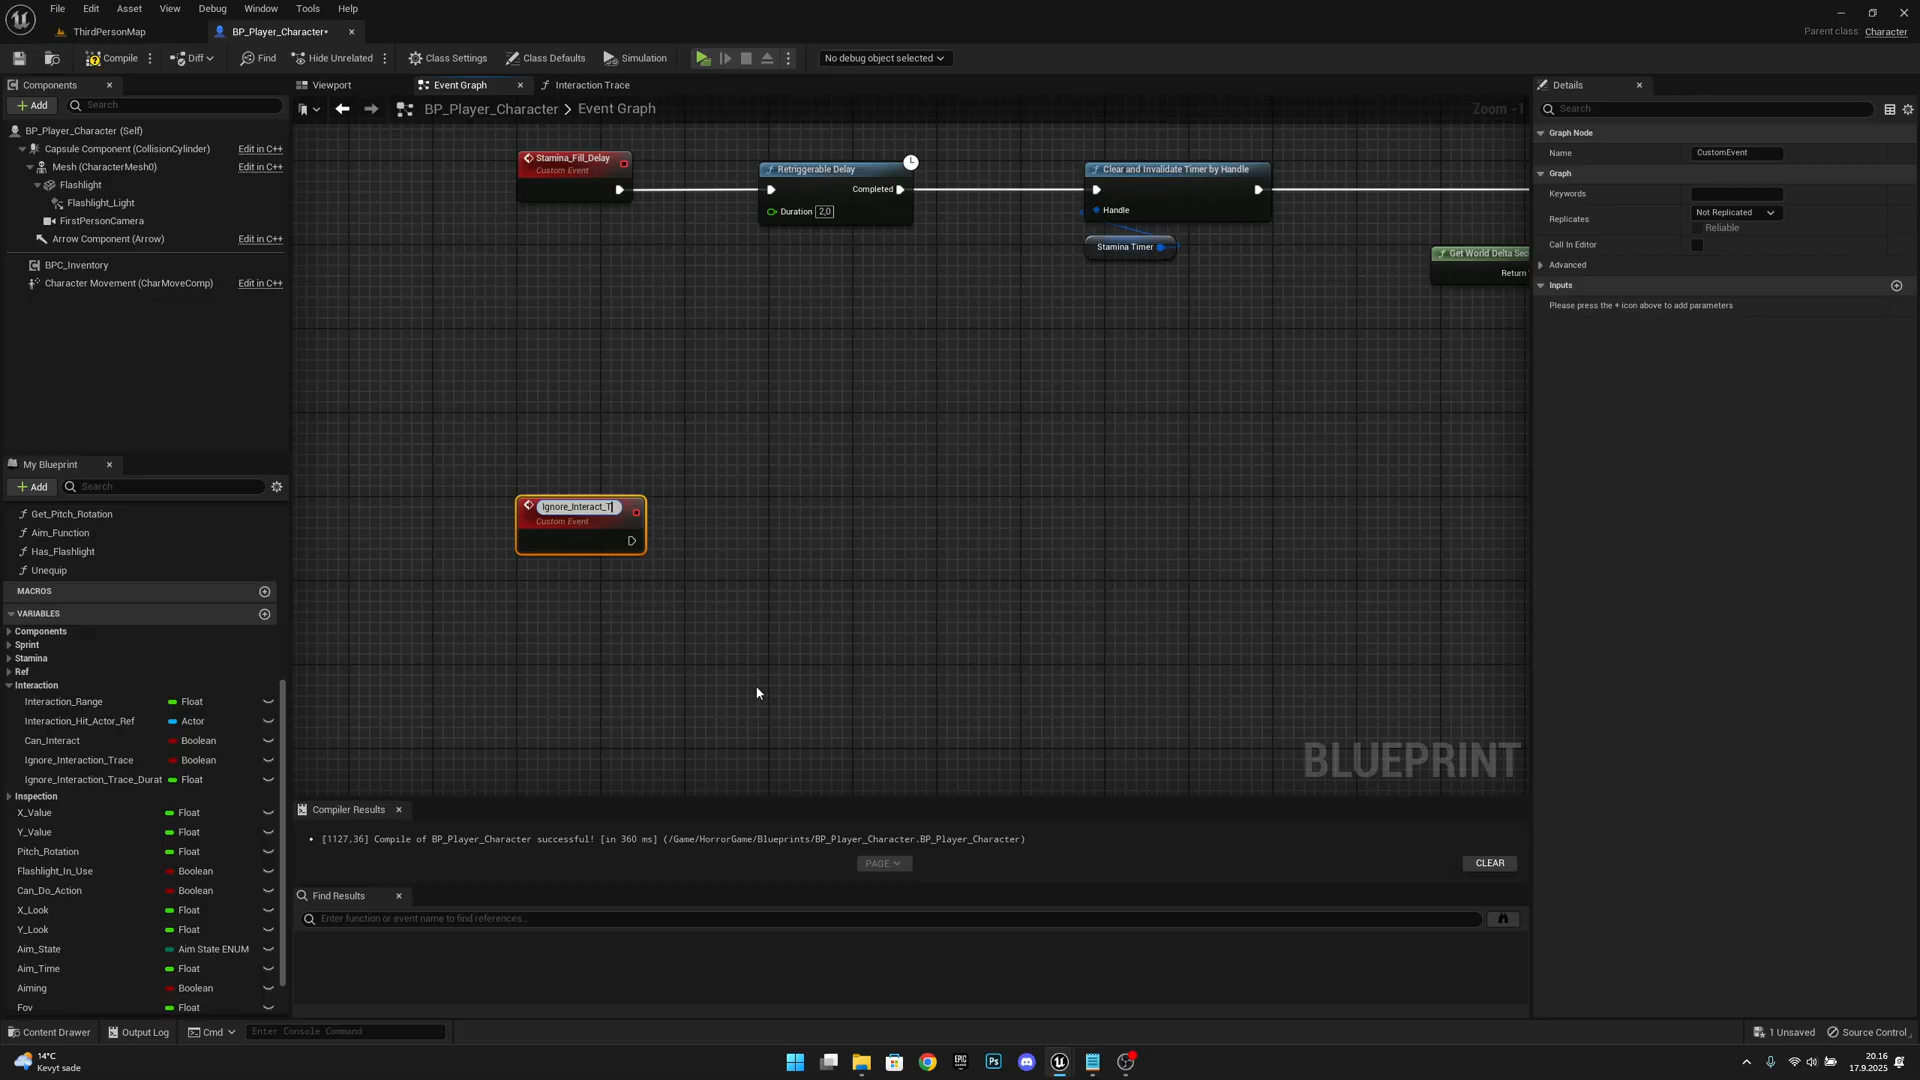 File Edit Asset View Debug Window Tools Help
ThirdPersonMap
BP_Player_Character•
Parent class: Character
Compile
Diff
Find
Hide Unrelated
Class Settings
Class Defaults
Simulation
No debug object selected
Components
Add
Search
BP_Player_Character (Self)
Capsule Component (CollisionCylinder) Edit in C++
Mesh (CharacterMesh0) Edit in C++
Flashlight
Flashlight_Light
FirstPersonCamera
Arrow Component (Arrow) Edit in C++
BPC_Inventory
Character Movement (CharMoveComp) Edit in C++
My Blueprint
Add
Search
Get_Pitch_Rotation
Aim_Function
Has_Flashlight
Unequip
MACROS
VARIABLES
Components
Sprint
Stamina
Ref
Interaction
Interaction_Range Float
Interaction_Hit_Actor_Ref Actor
Can_Interact Boolean
Ignore_Interaction_Trace Boolean
Ignore_Interaction_Trace_Durat Float
Inspection
X_Value Float
Y_Value Float
Pitch_Rotation Float
Flashlight_In_Use Boolean
Can_Do_Action Boolean
X_Look Float
Y_Look Float
Aim_State Aim State ENUM
Aim_Time Float
Aiming Boolean
Fov Float
Viewport
Event Graph
Interaction Trace
BP_Player_Character > Event Graph
Zoom -1
Stamina_Fill_Delay
Custom Event
Retriggerable Delay
Completed
Duration 2,0
Clear and Invalidate Timer by Handle
Handle
Stamina Timer
Get World Delta Sec
Return
Ignore_Interact_T
Custom Event
BLUEPRINT
Compiler Results
[1127,36] Compile of BP_Player_Character successful! [in 360 ms] (/Game/HorrorGame/Blueprints/BP_Player_Character.BP_Player_Character)
PAGE
CLEAR
Find Results
Enter function or event name to find references...
Details
Search
Graph Node
Name CustomEvent
Graph
Keywords
Replicates Not Replicated
Reliable
Call In Editor
Advanced
Inputs
Please press the + icon above to add parameters
Content Drawer
Output Log
Cmd
Enter Console Command
1 Unsaved
Source Control
14°C
Kevyt sade
EPIC GAMES
Ps
20.16
17.9.2025